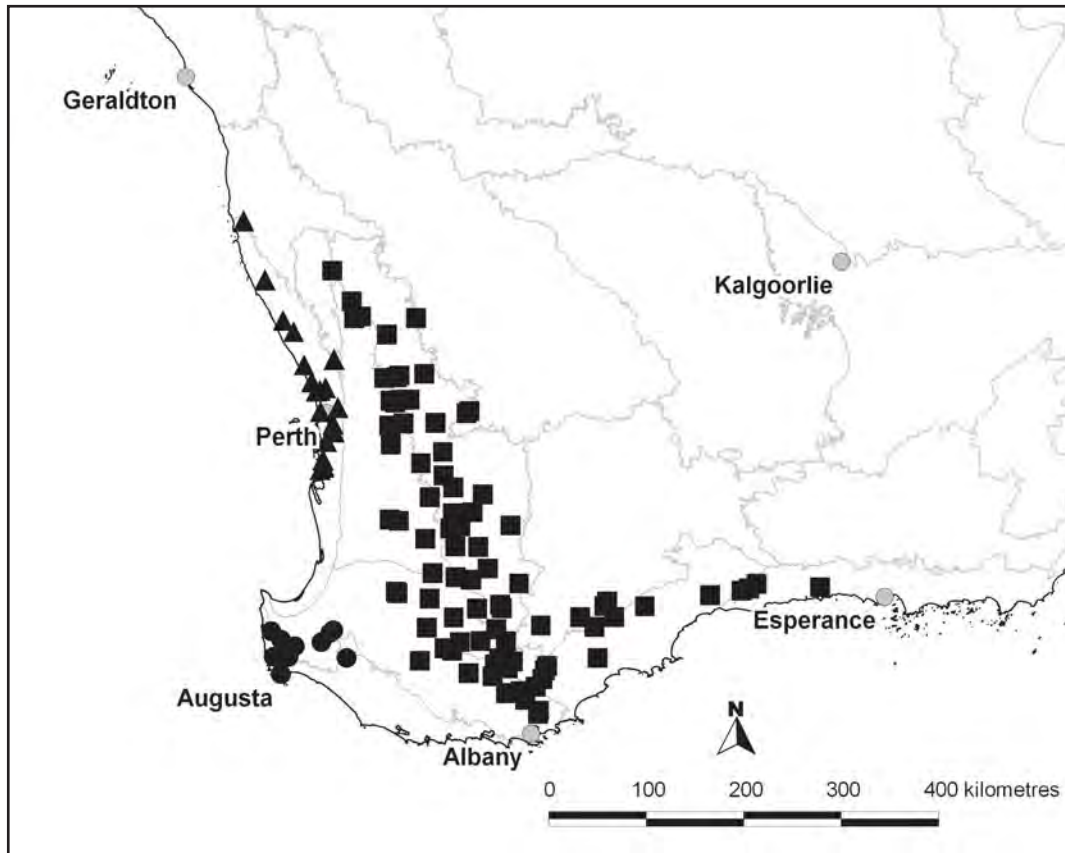 Geraldton
Kalgoorlie
Perth
Esperance
Augusta
N
Albany
0 100 200 300 400 kilometres